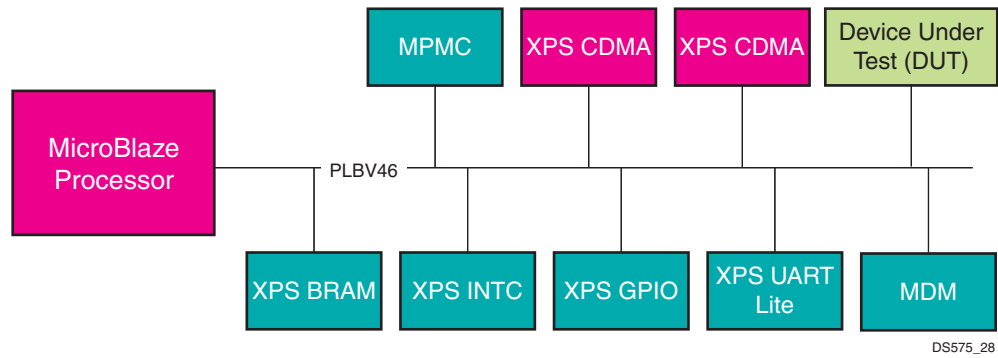 MPMC
XPS CDMA
XPS CDMA
Device Under
Test (DUT)
MicroBlaze
Processor
PLBV46
XPS BRAM
XPS INTC
XPS GPIO
XPS UART
Lite
MDM
DS575_28